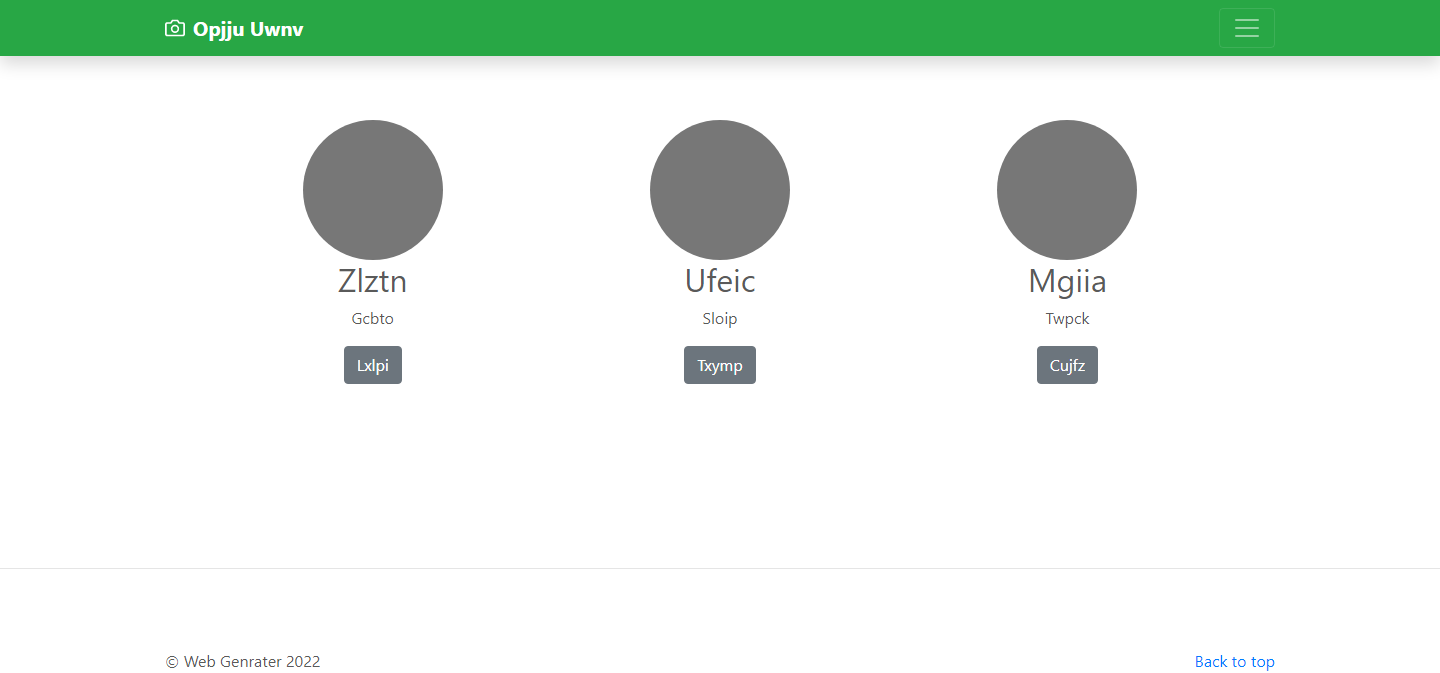 Opjju Uwnv
Zlztn
Gcbto
Lxlpi
Ufeic
Sloip
Txymp
Mgiia
Twpck
Cujfz
© Web Genrater 2022
Back to top